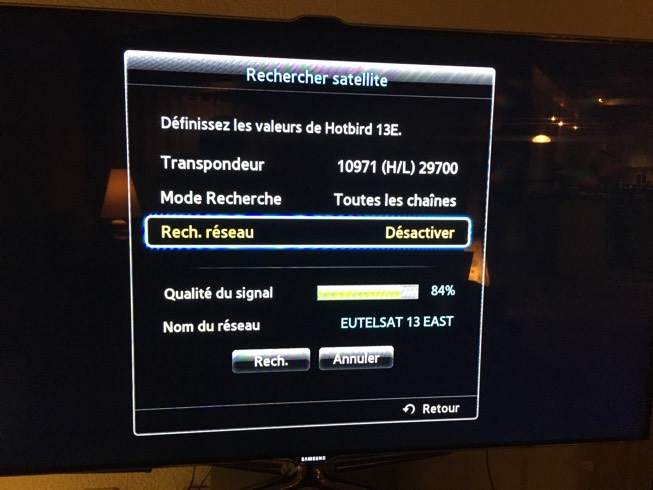 Rechercher satellite
Définissez les valeurs de Hotbird 13E.
Transpondeur 10971 (H/L) 29700
Mode Recherche Toutes les chaînes
Rech. réseau Désactiver
Qualité du signal 84%
Nom du réseau EUTELSAT 13 EAST
Rech. Annuler
Retour
SAMSUNG